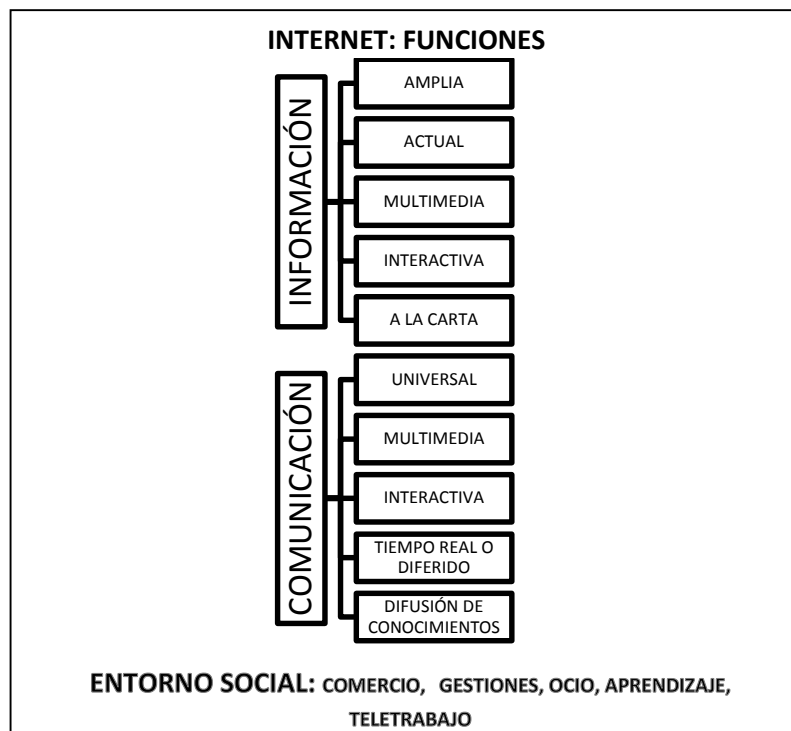 INTERNET: FUNCIONES
INFORMACIÓN
AMPLIA
ACTUAL
MULTIMEDIA
INTERACTIVA
A LA CARTA
COMUNICACIÓN
UNIVERSAL
MULTIMEDIA
INTERACTIVA
TIEMPO REAL O
DIFERIDO
DIFUSIÓN DE
CONOCIMIENTOS
ENTORNO SOCIAL: COMERCIO, GESTIONES, OCIO, APRENDIZAJE,
TELETRABAJO